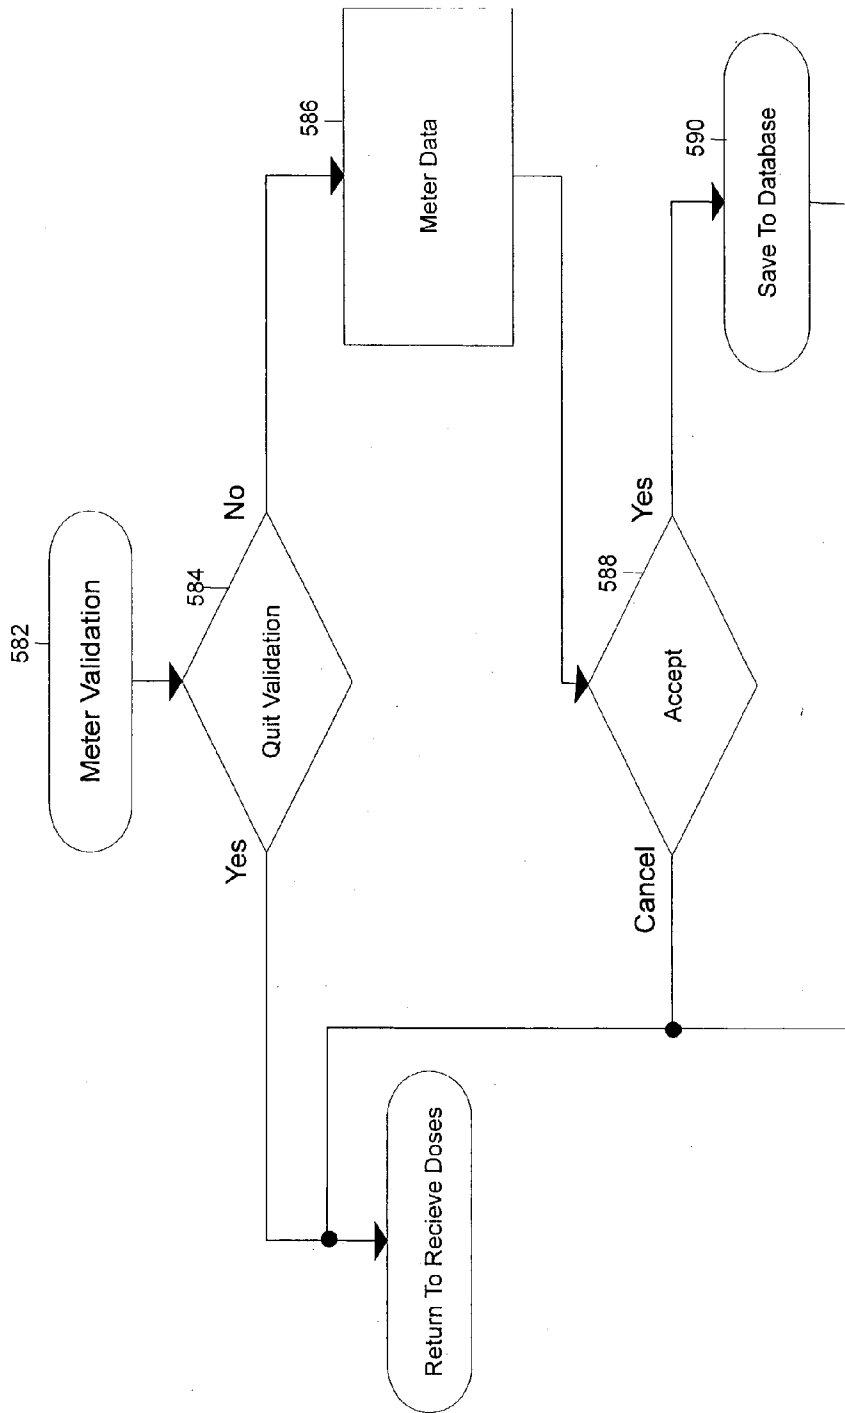 582
Meter Validation
584
Quit Validation
Yes
No
586
Meter Data
Return To Recieve Doses
588
Accept
Cancel
Yes
590
Save To Database